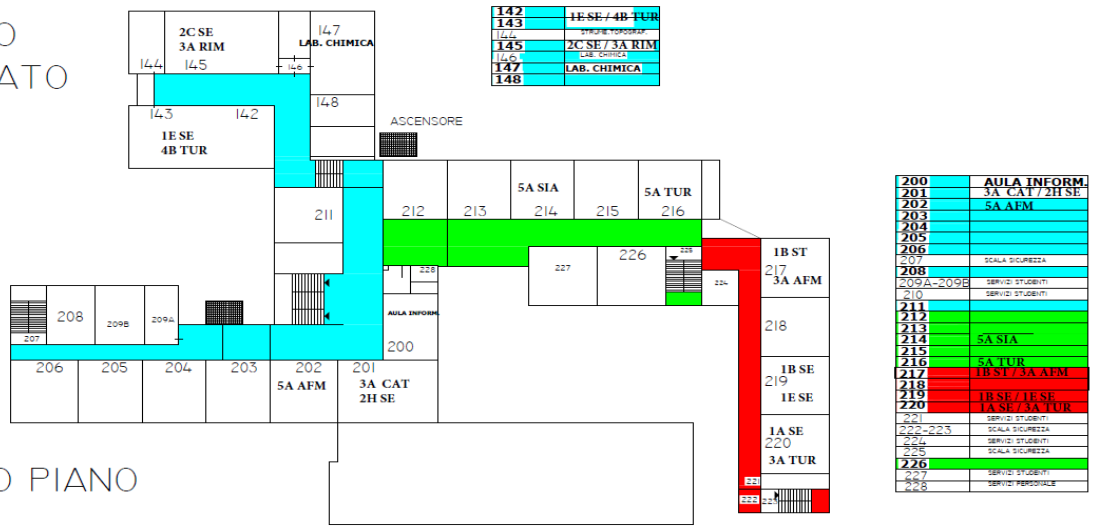 O
ATO
2C SE
3A RIM
144
145
146
147
LAB. CHIMICA
148
143
142
1E SE
4B TUR
ASCENSORE
211
212
213
5A SIA
214
215
5A TUR
216
227
226
225
224
228
AULA INFORM.
200
1B ST
217
3A AFM
218
1B SE
219
1E SE
1A SE
220
3A TUR
221
222
207
208
209B
209A
206
205
204
203
202
5A AFM
201
3A CAT
2H SE
O PIANO
142 1E SE / 4B TUR
143
144 STRUME.TOPOGRAF.
145 2C SE / 3A RIM
146 LAB. CHIMICA
147 LAB. CHIMICA
148
200 AULA INFORM.
201 3A CAT / 2H SE
202 5A AFM
203
204
205
206
207 SCALA SICUREZZA
208
209A-209B SERVIZI STUDENTI
210 SERVIZI STUDENTI
211
212
213
214 5A SIA
215
216 5A TUR
217 1B ST / 3A AFM
218
219 1B SE / 1E SE
220 1A SE / 3A TUR
221 SERVIZI STUDENTI
222-223 SCALA SICUREZZA
224 SERVIZI STUDENTI
225 SCALA SICUREZZA
226
227 SERVIZI STUDENTI
228 SERVIZI PERSONALE